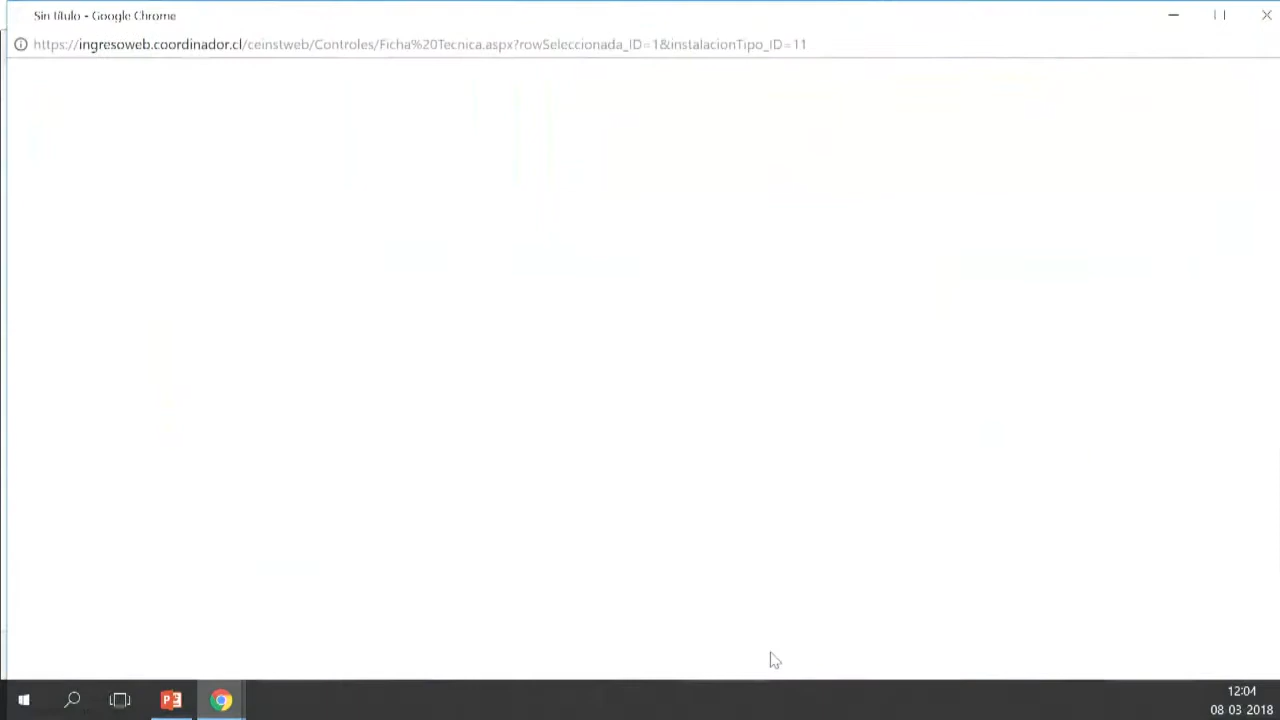 Sin título - Google Chrome
https://ingresoweb.coordinador.cl/ceinstweb/Controles/Ficha%20Tecnica.aspx?rowSeleccionada_ID=1&instalacionTipo_ID=11
12:04
08-03-2018